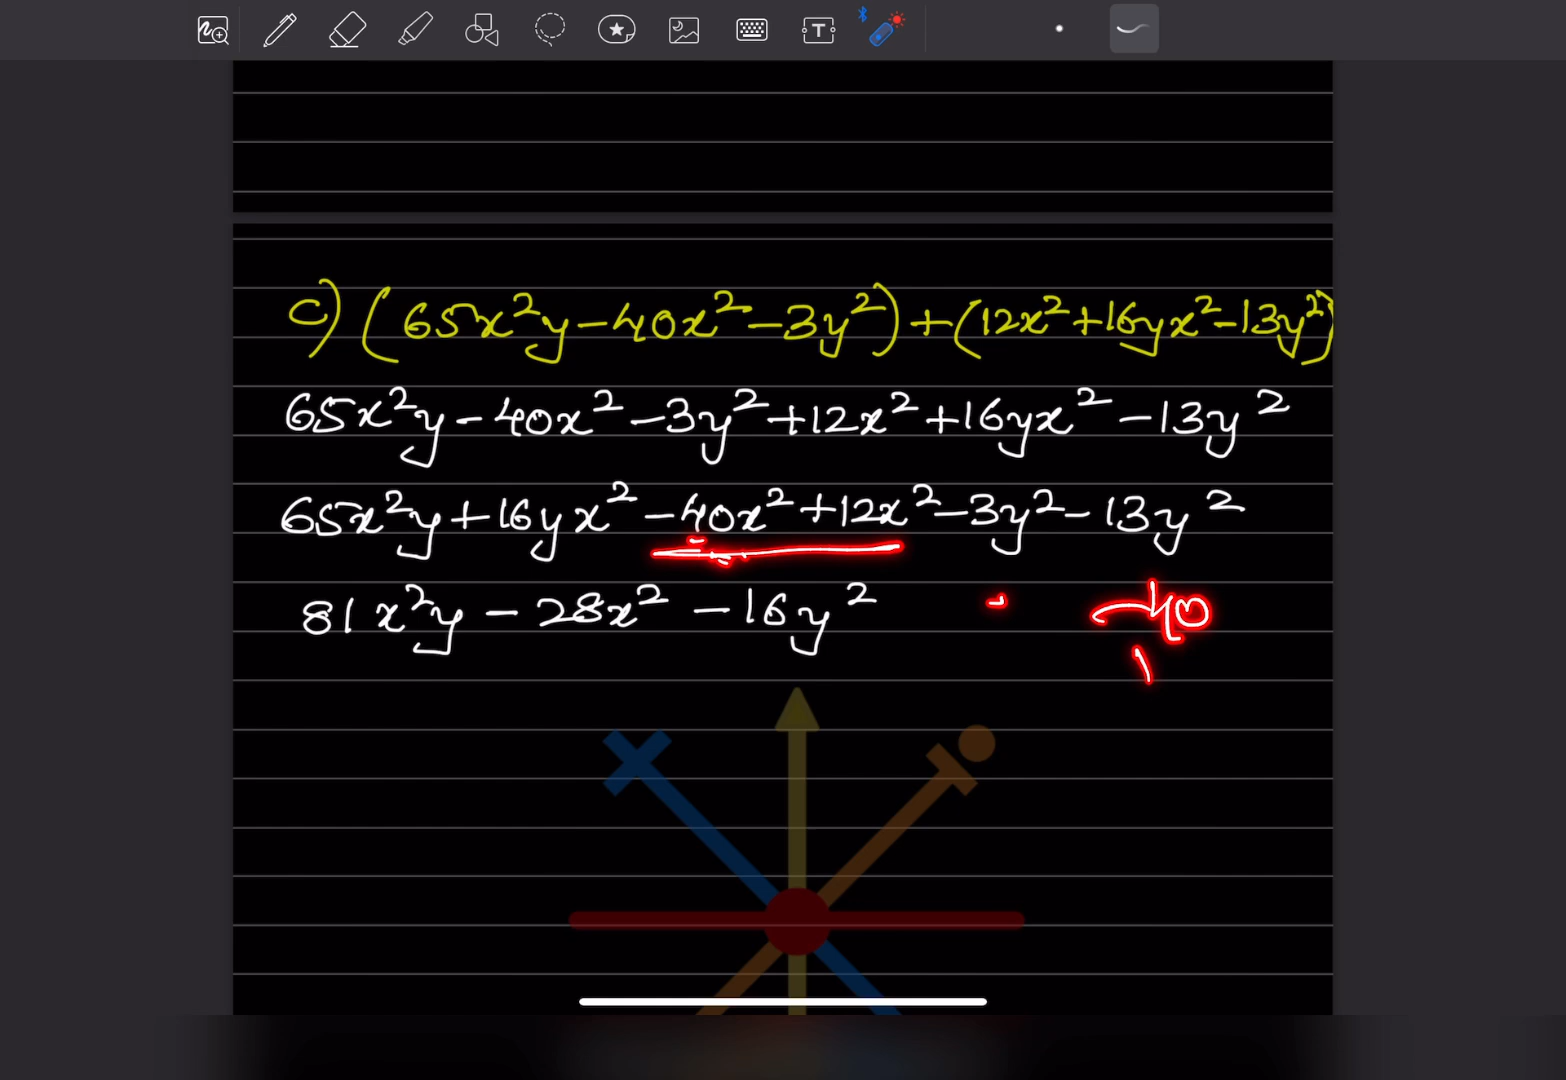 c) (65x²y-40x²-3y²)+(12x²+16yx²-13y²)
65x²y-40x²-3y²+12x²+16yx²-13y²
65x²y+16yx²-40x²+12x²-3y²-13y²
81x²y-28x²-16y² - -40
1